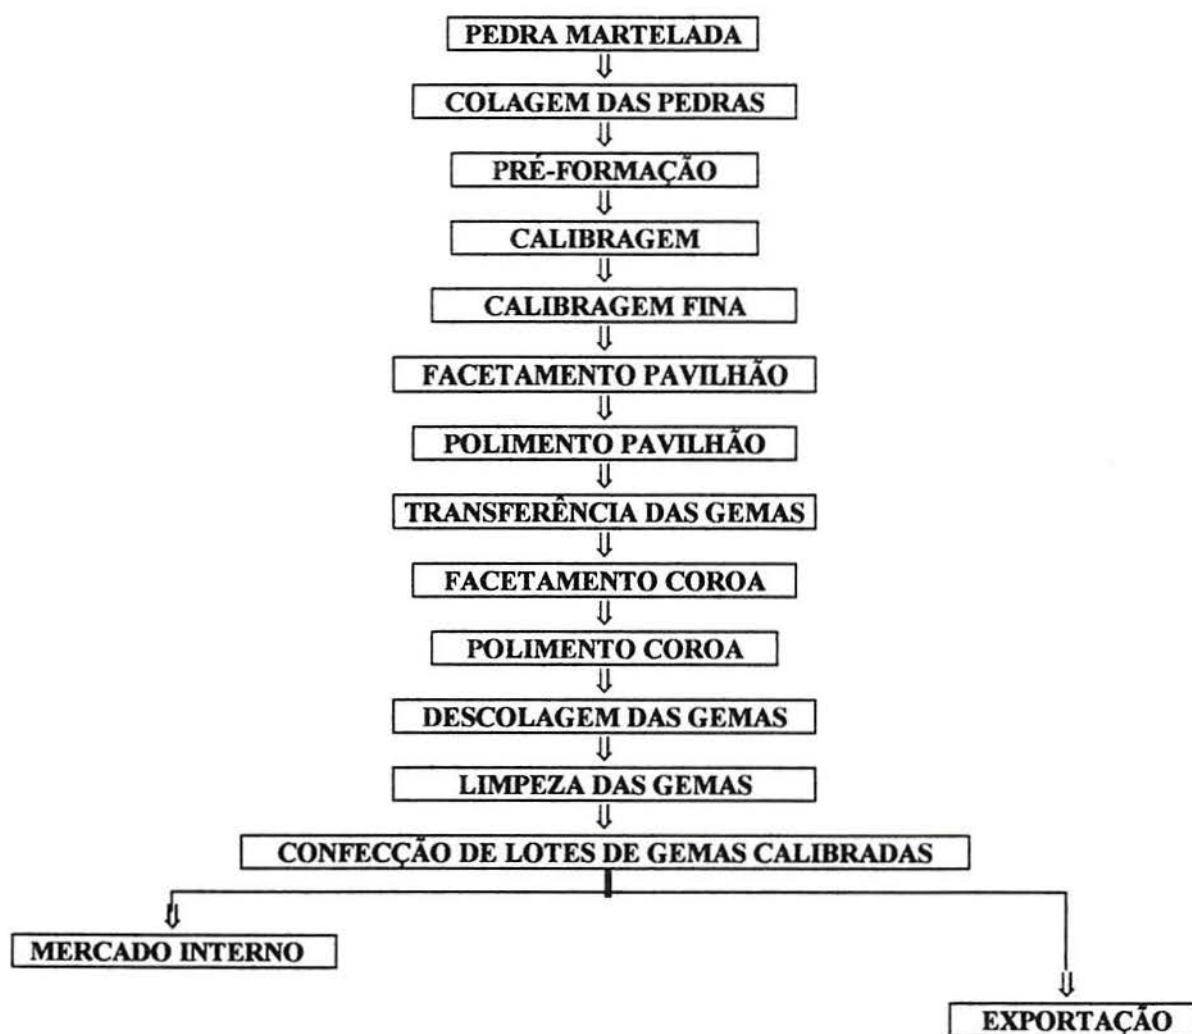 PEDRA MARTELADA
COLAGEM DAS PEDRAS
PRÉ-FORMAÇÃO
CALIBRAGEM
CALIBRAGEM FINA
FACETAMENTO PAVILHÃO
POLIMENTO PAVILHÃO
TRANSFERÊNCIA DAS GEMAS
FACETAMENTO COROA
POLIMENTO COROA
DESCOLAGEM DAS GEMAS
LIMPEZA DAS GEMAS
CONFECÇÃO DE LOTES DE GEMAS CALIBRADAS
MERCADO INTERNO
EXPORTAÇÃO